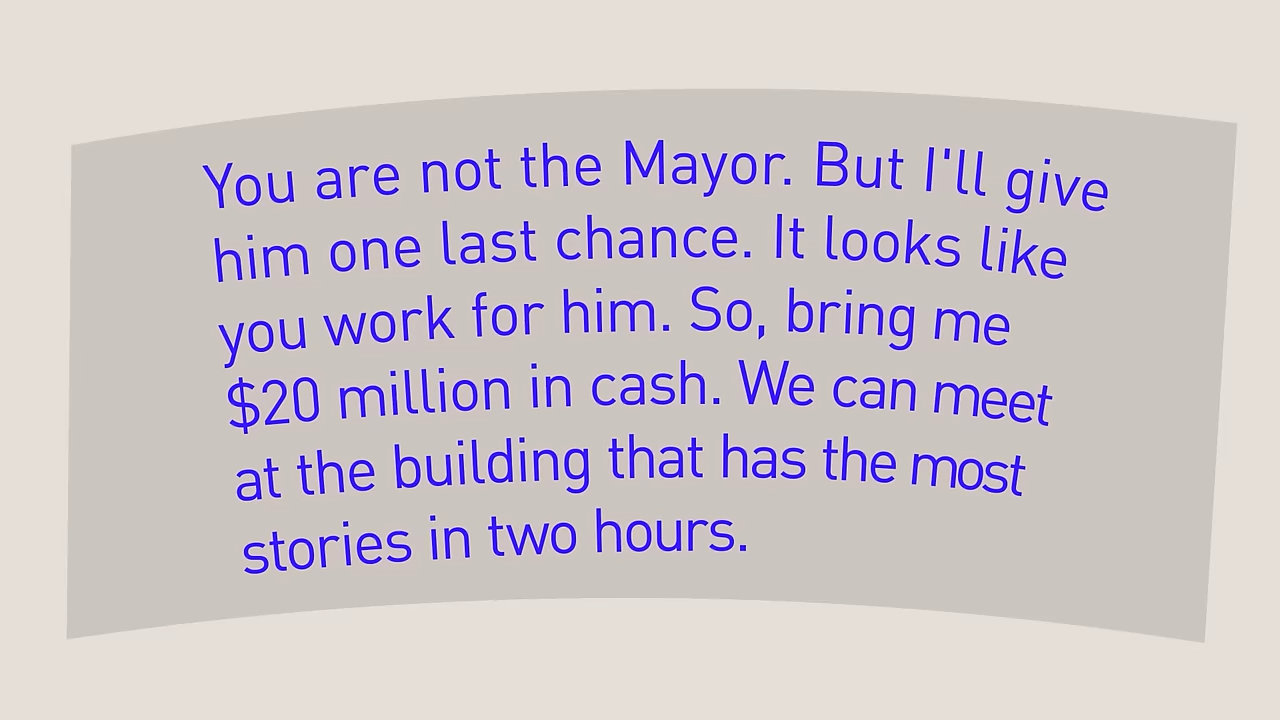 You are not the Mayor. But I'll give
him one last chance. It looks like
you work for him. So, bring me
$20 million in cash. We can meet
at the building that has the most
stories in two hours.